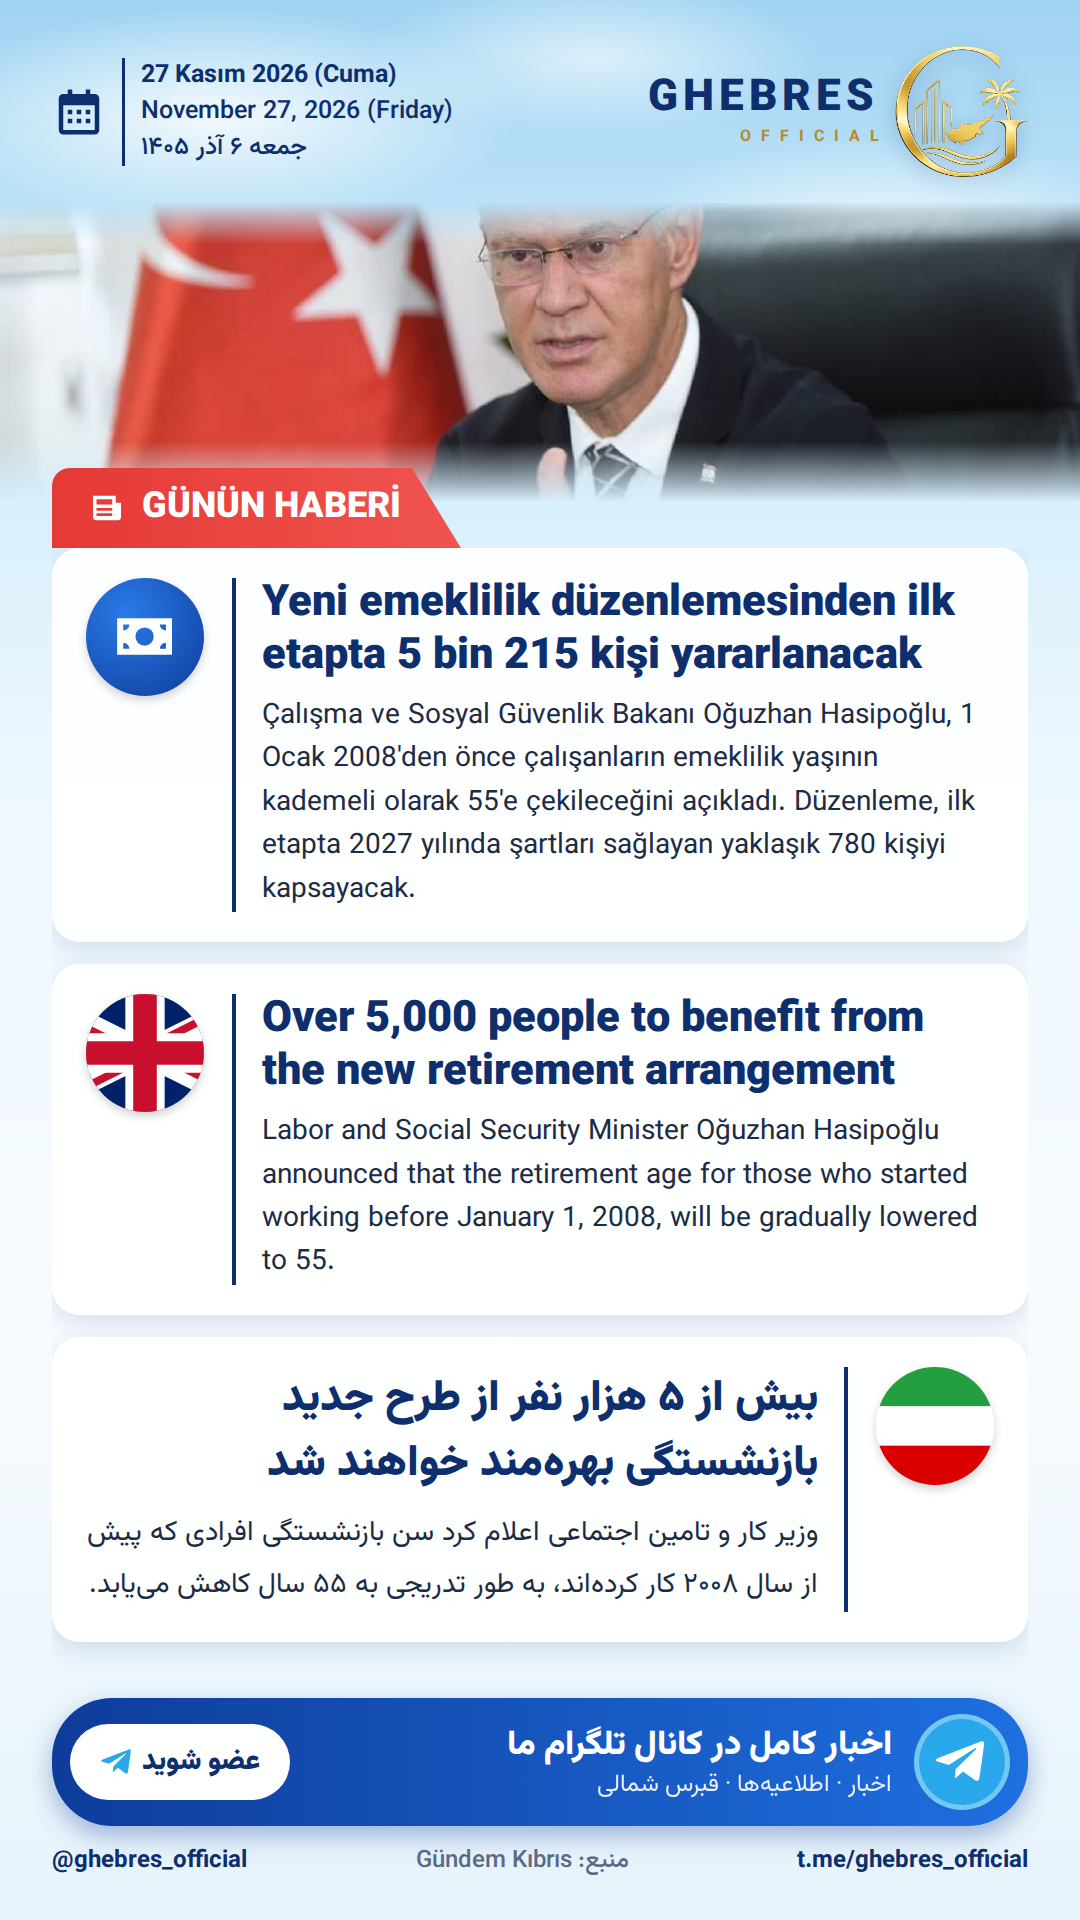 27 Kasım 2026 (Cuma)
November 27, 2026 (Friday)
جمعه ۶ آذر ۱۴۰۵
GHEBRES
OFFICIAL
GÜNÜN HABERİ
Yeni emeklilik düzenlemesinden ilk
etapta 5 bin 215 kişi yararlanacak
Çalışma ve Sosyal Güvenlik Bakanı Oğuzhan Hasipoğlu, 1
Ocak 2008'den önce çalışanların emeklilik yaşının
kademeli olarak 55'e çekileceğini açıkladı. Düzenleme, ilk
etapta 2027 yılında şartları sağlayan yaklaşık 780 kişiyi
kapsayacak.
Over 5,000 people to benefit from
the new retirement arrangement
Labor and Social Security Minister Oğuzhan Hasipoğlu
announced that the retirement age for those who started
working before January 1, 2008, will be gradually lowered
to 55.
بیش از ۵ هزار نفر از طرح جدید
بازنشستگی بهره‌مند خواهند شد
وزیر کار و تامین اجتماعی اعلام کرد سن بازنشستگی افرادی که پیش
از سال ۲۰۰۸ کار کرده‌اند، به طور تدریجی به ۵۵ سال کاهش می‌یابد.
اخبار کامل در کانال تلگرام ما
اخبار · اطلاعیه‌ها · قبرس شمالی
عضو شوید
@ghebres_official
منبع: Gündem Kıbrıs
t.me/ghebres_official